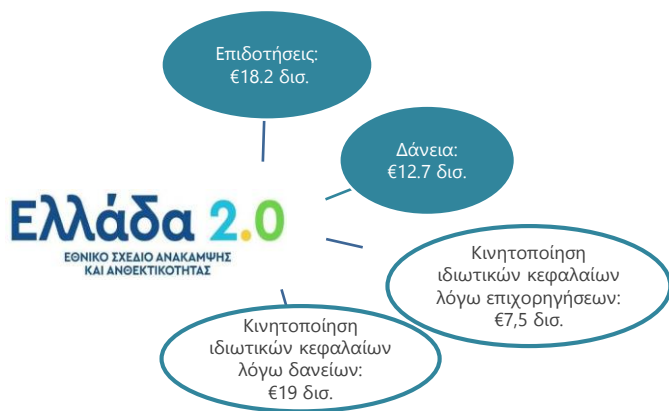 Επιδοτήσεις:
€18.2 δισ.
Δάνεια:
€12.7 δισ.
Ελλάδα 2.0
ΕΘΝΙΚΟ ΣΧΕΔΙΟ ΑΝΑΚΑΜΨΗΣ
ΚΑΙ ΑΝΘΕΚΤΙΚΟΤΗΤΑΣ
Κινητοποίηση
ιδιωτικών κεφαλαίων
λόγω επιχορηγήσεων:
€7,5 δισ.
Κινητοποίηση
ιδιωτικών κεφαλαίων
λόγω δανείων:
€19 δισ.